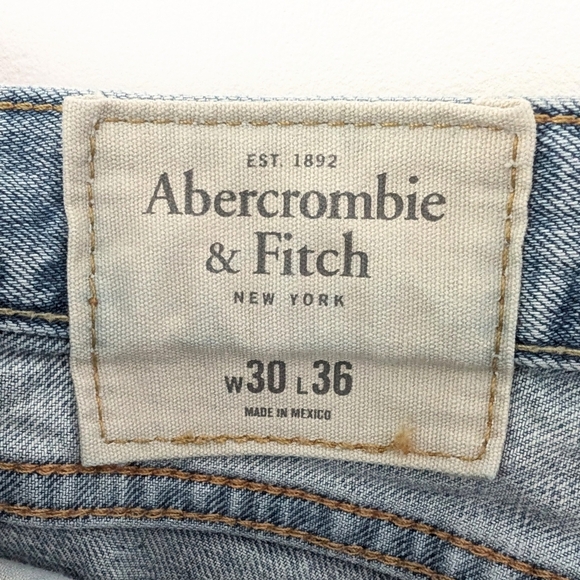 EST. 1892
Abercrombie
& Fitch
NEW YORK
W30 L36
MADE IN MEXICO